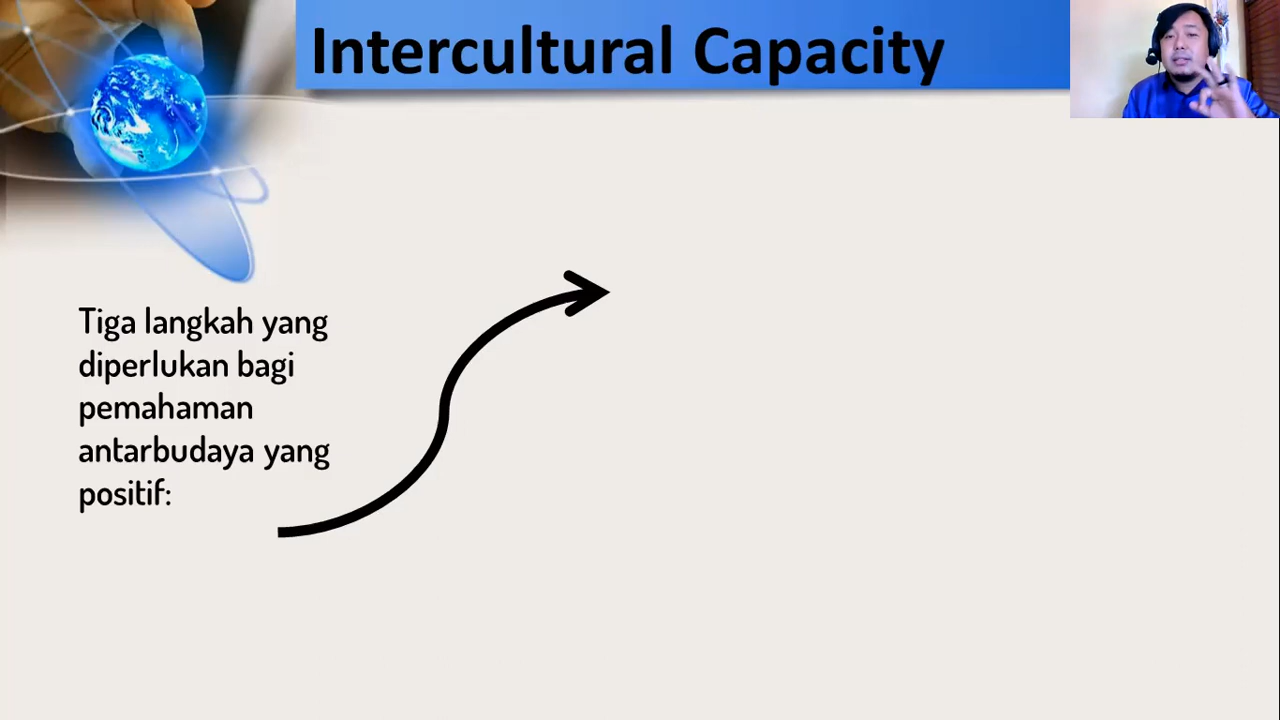 Intercultural Capacity
Tiga langkah yang
diperlukan bagi
pemahaman
antarbudaya yang
positif: